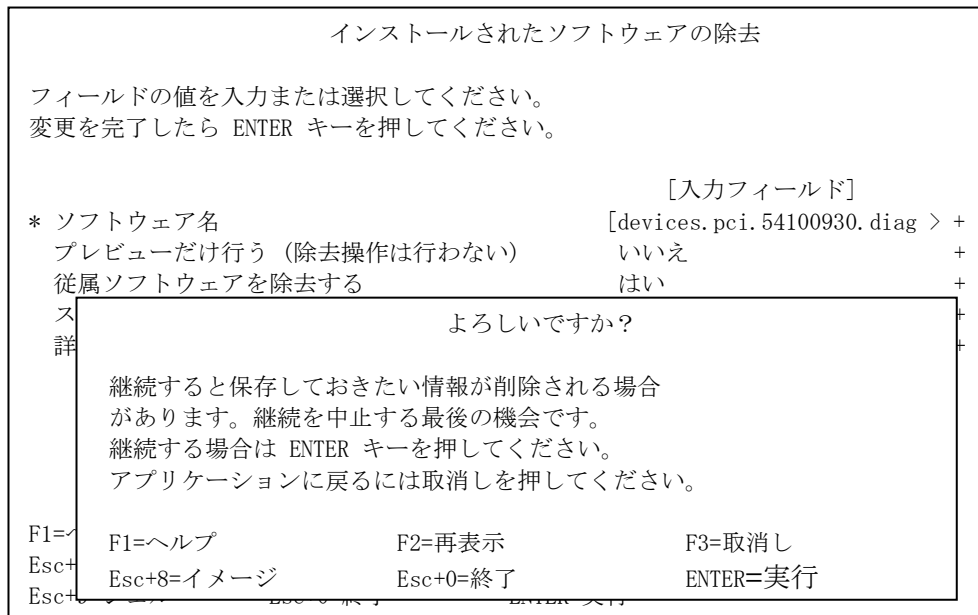 インストールされたソフトウェアの除去
フィールドの値を入力または選択してください。
変更を完了したら ENTER キーを押してください。
[入力フィールド]
* ソフトウェア名 [devices.pci.54100930.diag > +
プレビューだけ行う (除去操作は行わない) いいえ +
従属ソフトウェアを除去する はい +
ス +
詳 +
よろしいですか？
継続すると保存しておきたい情報が削除される場合
があります。継続を中止する最後の機会です。
継続する場合は ENTER キーを押してください。
アプリケーションに戻るには取消しを押してください。
F1=ヘルプ F2=再表示 F3=取消し
Esc+8=イメージ Esc+0=終了 ENTER=実行
F1=
Esc+
Esc+